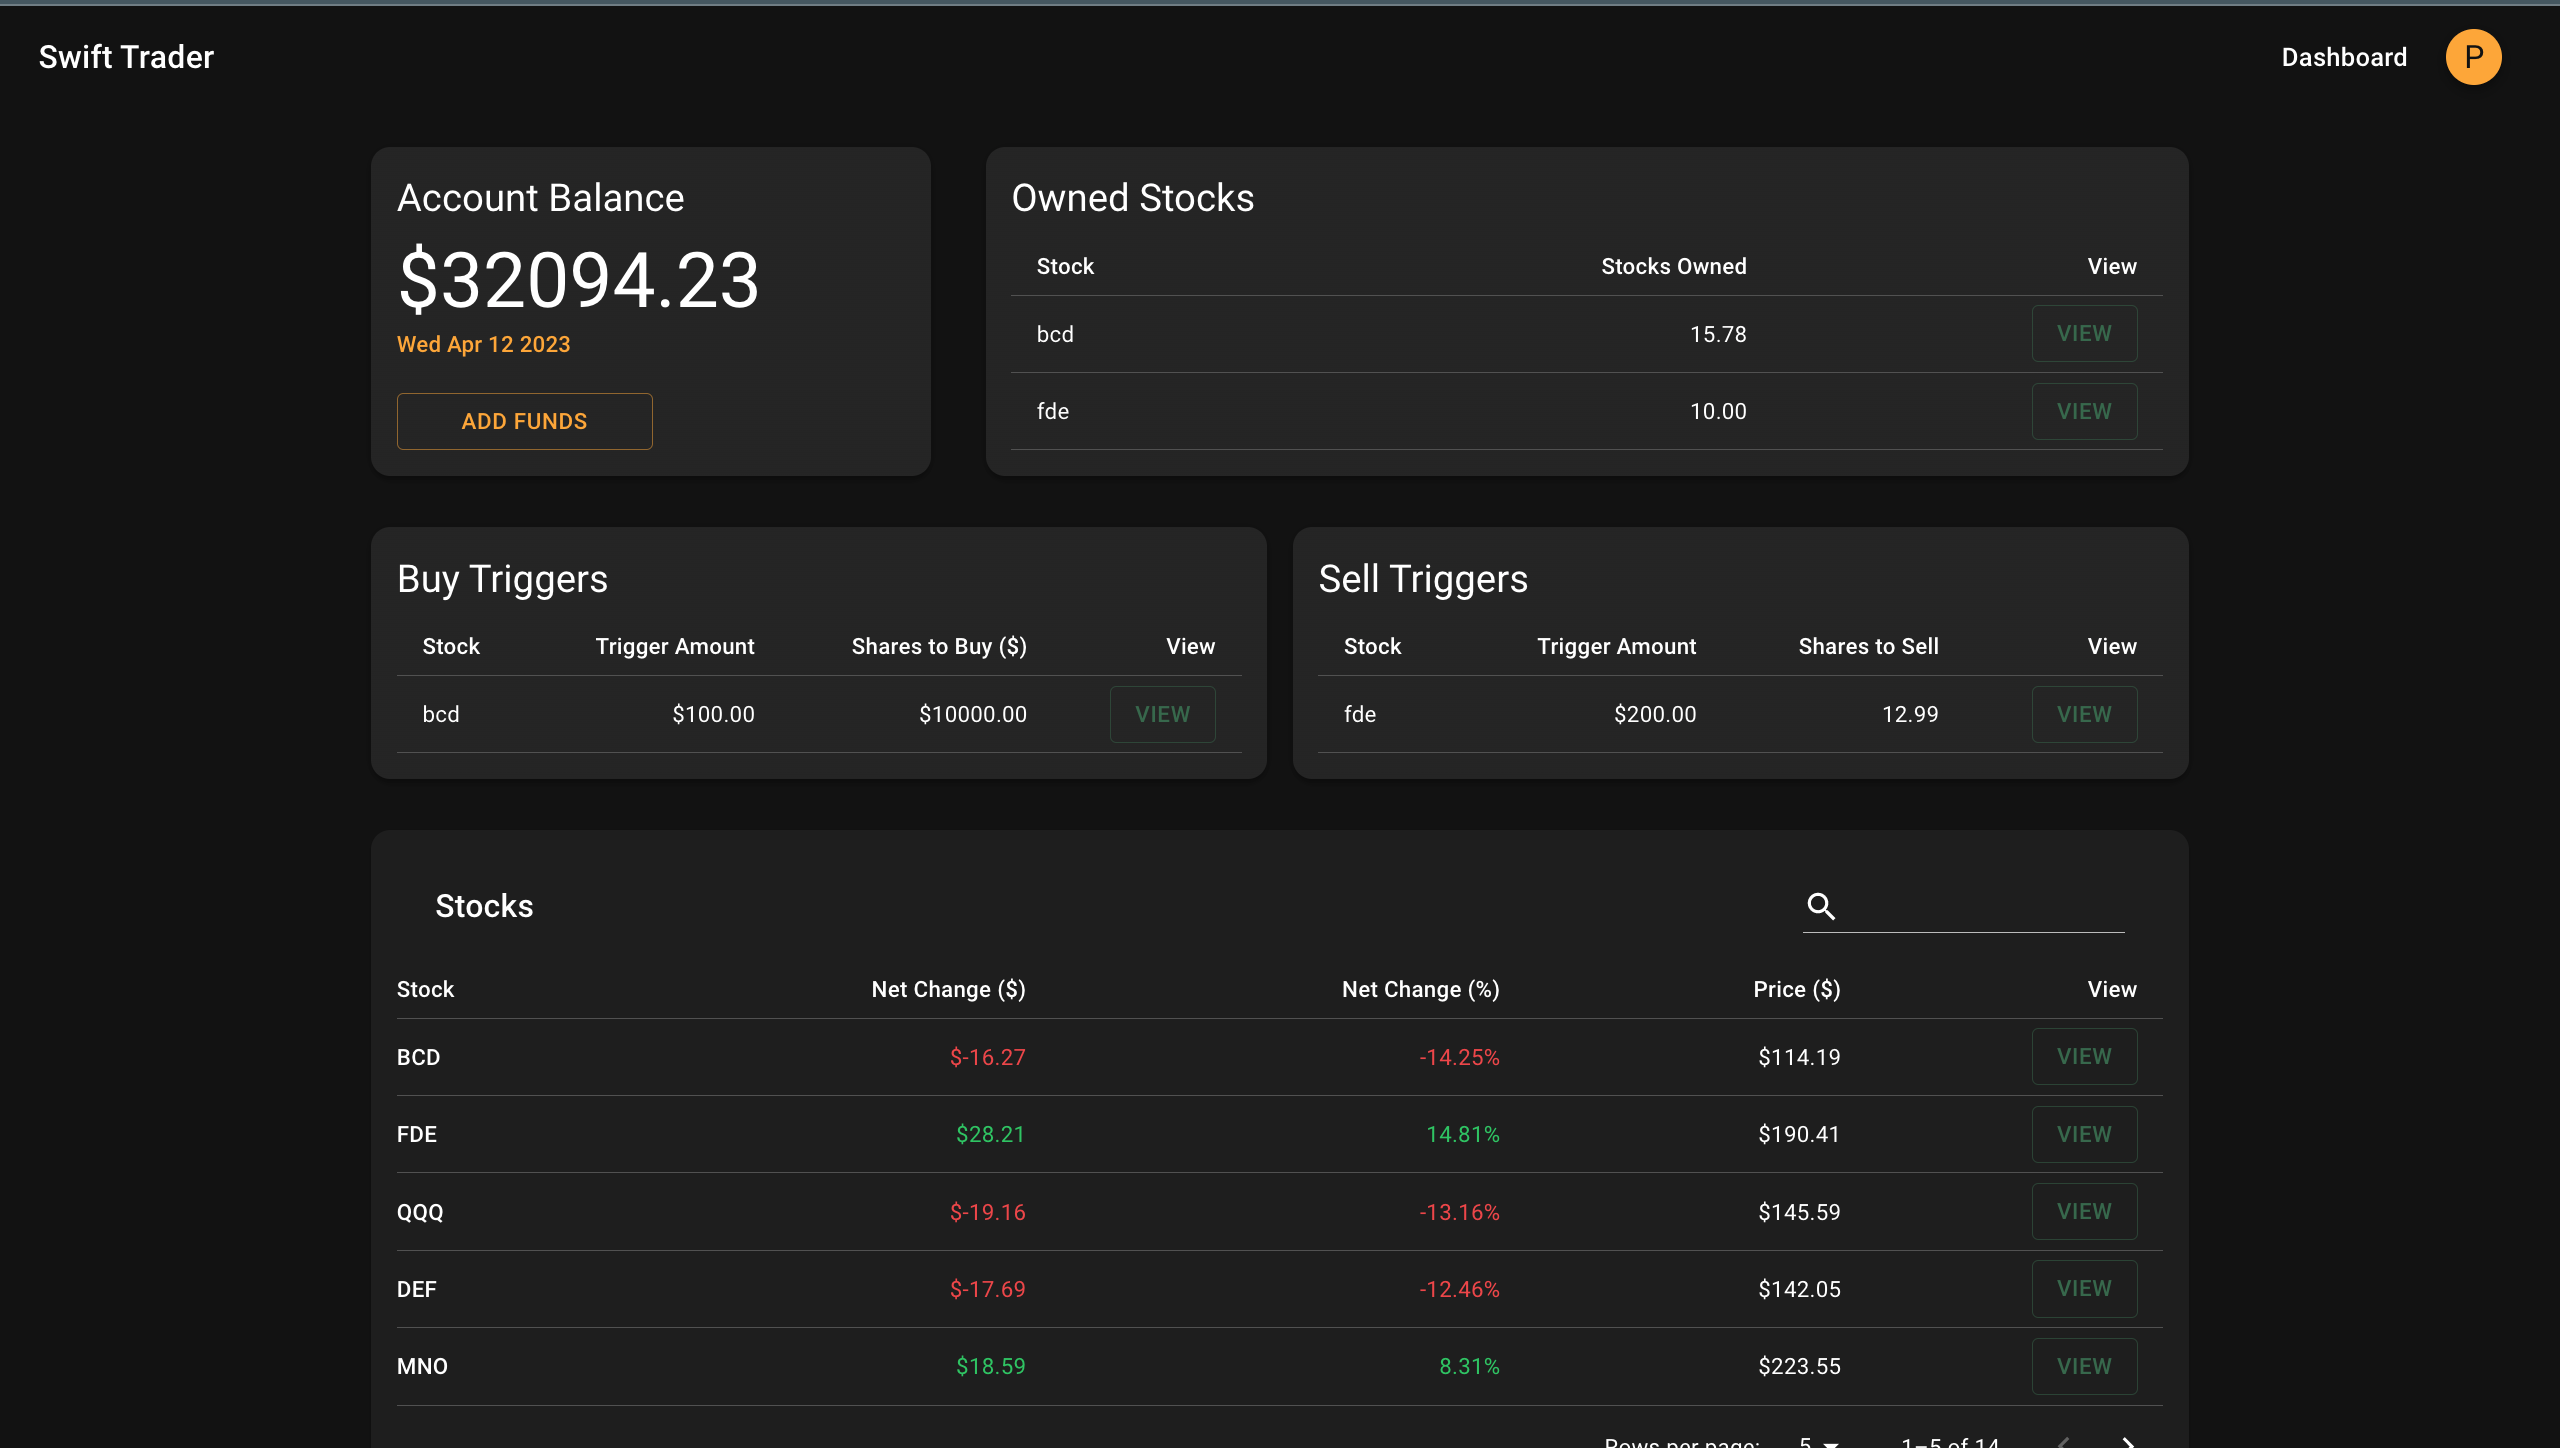 Swift Trader
Dashboard
P
Account Balance
$32094.23
Wed Apr 12 2023
ADD FUNDS
Owned Stocks
Stock Stocks Owned View
bcd 15.78 VIEW
fde 10.00 VIEW
Buy Triggers
Stock Trigger Amount Shares to Buy ($) View
bcd $100.00 $10000.00 VIEW
Sell Triggers
Stock Trigger Amount Shares to Sell View
fde $200.00 12.99 VIEW
Stocks
Stock Net Change ($) Net Change (%) Price ($) View
BCD $-16.27 -14.25% $114.19 VIEW
FDE $28.21 14.81% $190.41 VIEW
QQQ $-19.16 -13.16% $145.59 VIEW
DEF $-17.69 -12.46% $142.05 VIEW
MNO $18.59 8.31% $223.55 VIEW
Rows per page: 5 1–5 of 14